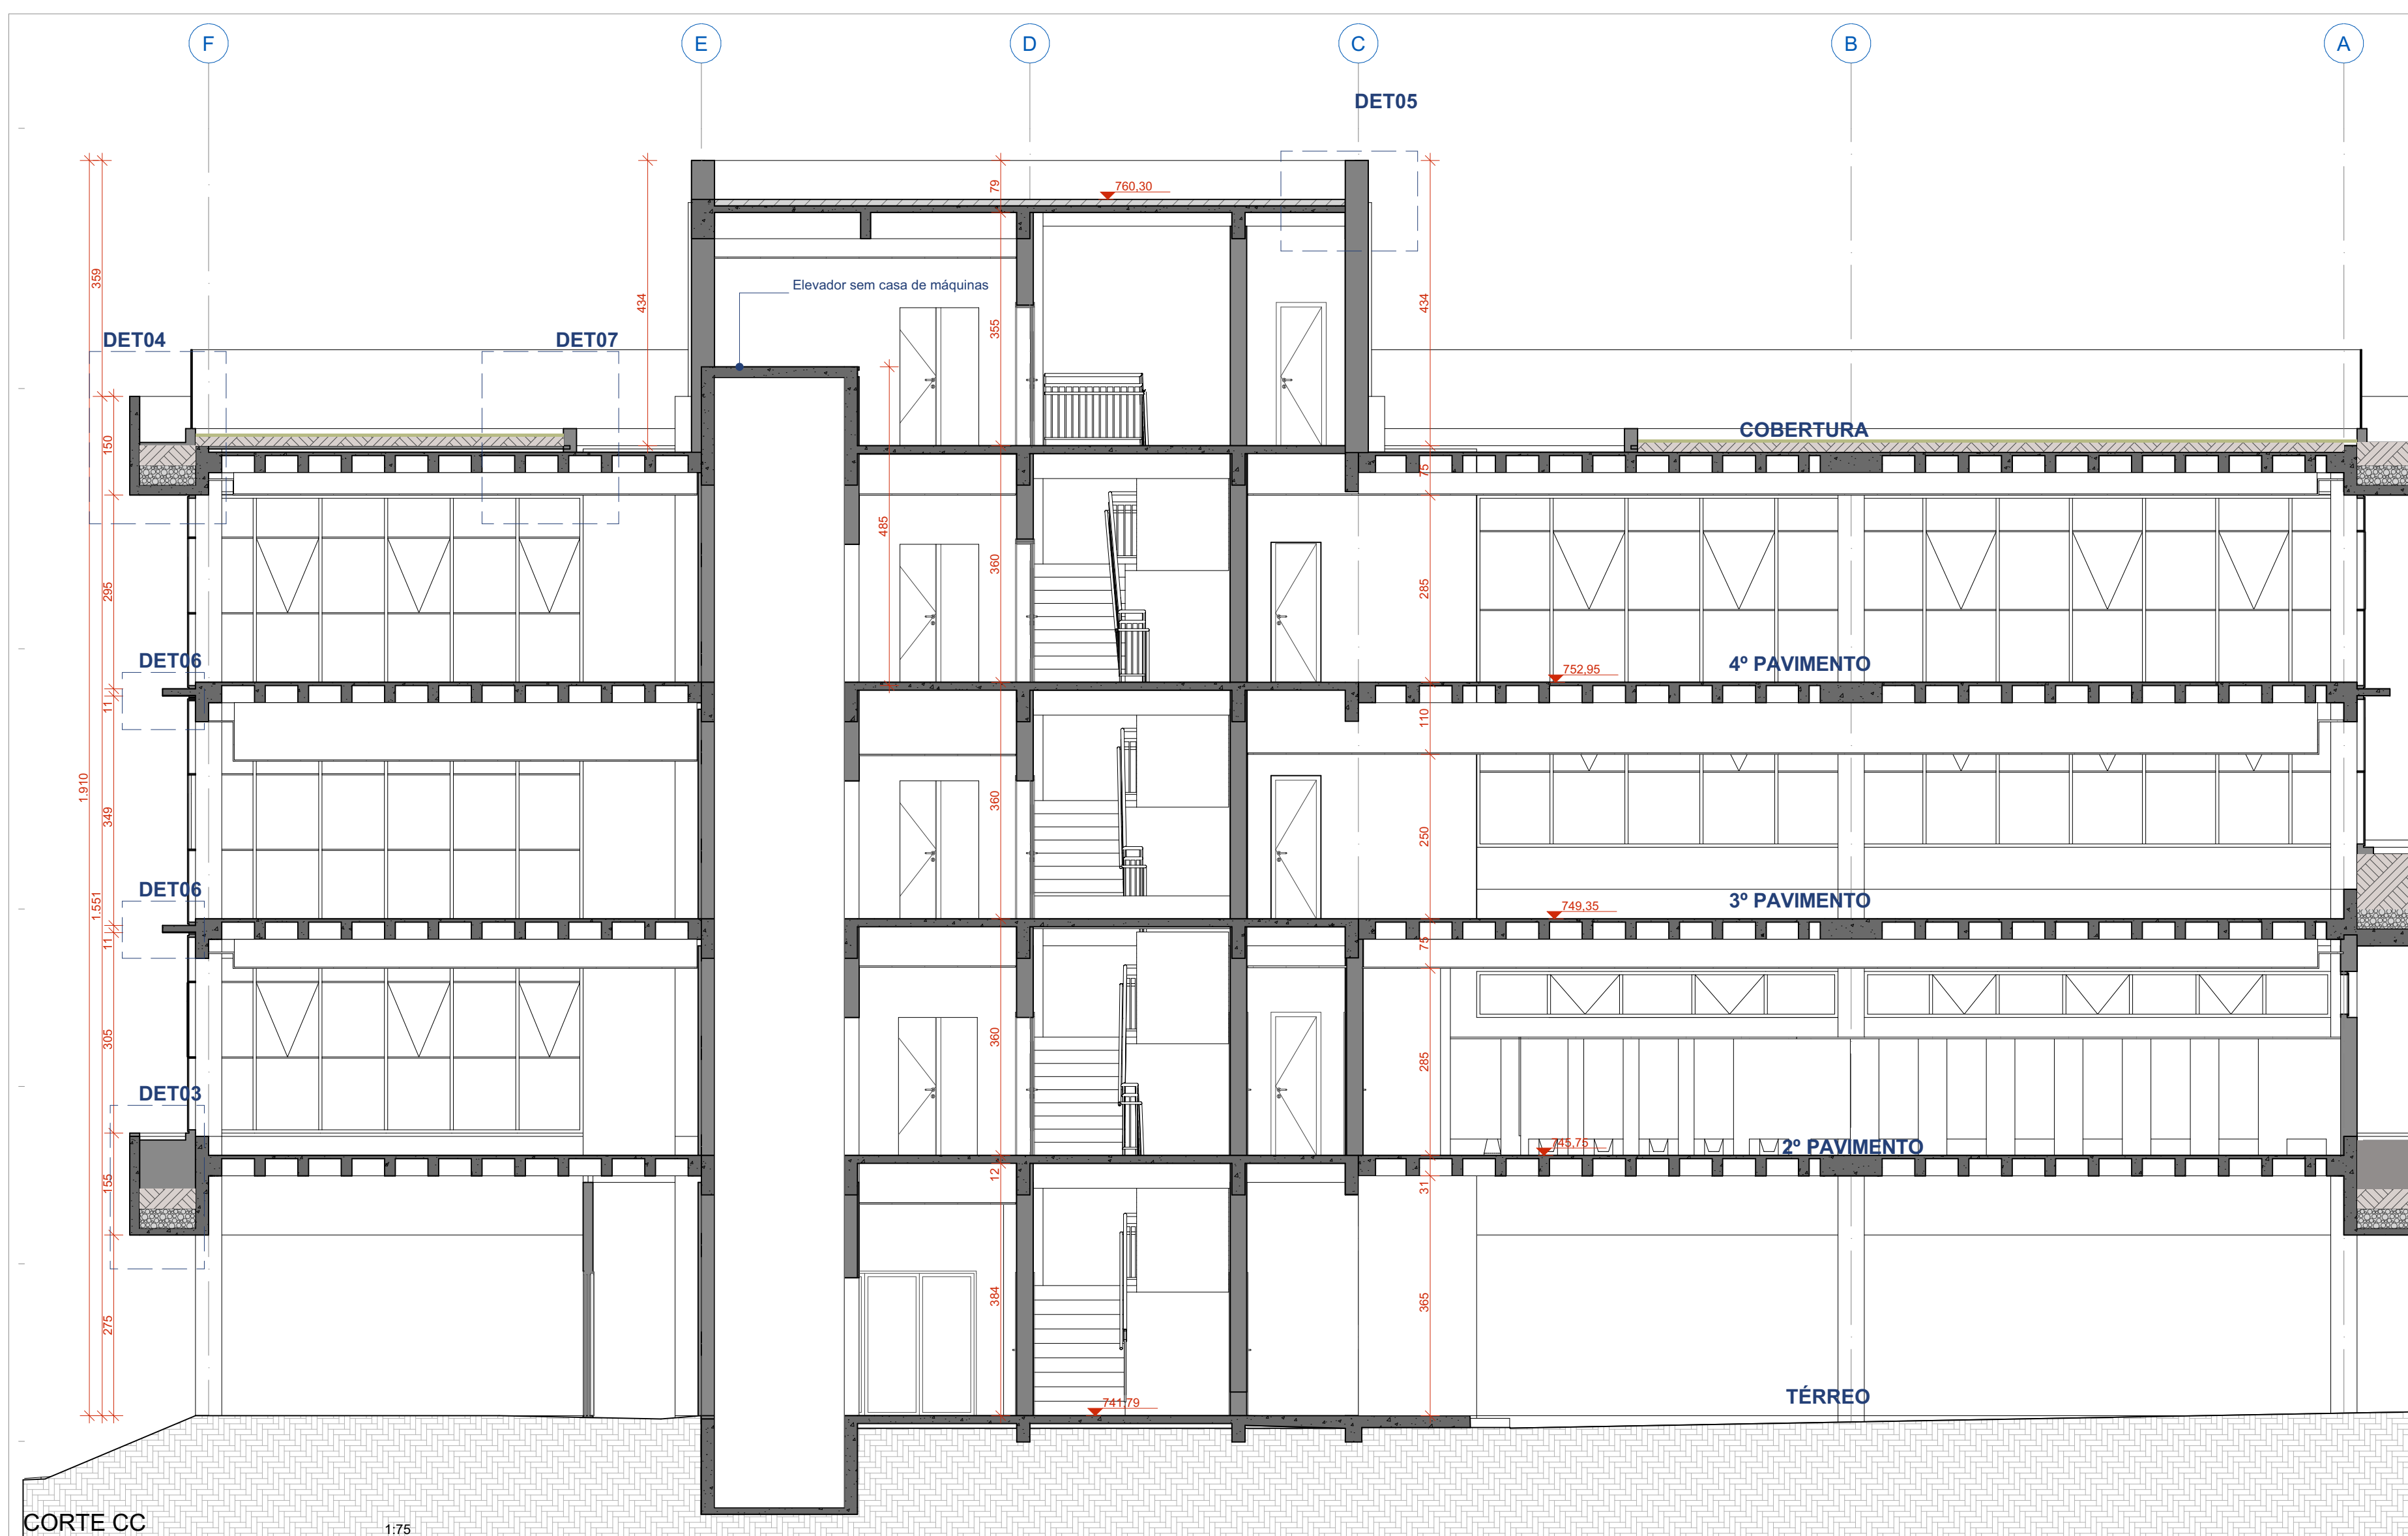 F
E
D
C
B
A
DET05
79
760,30
359
434
355
434
Elevador sem casa de máquinas
DET04
DET07
COBERTURA
150
75
485
295
360
285
DET06
4º PAVIMENTO
752,95
11
110
1.910
349
360
250
DET06
3º PAVIMENTO
749,35
1.551
11
75
305
360
285
DET03
745,75
2º PAVIMENTO
155
12
31
275
384
365
TÉRREO
741,79
CORTE CC
1:75